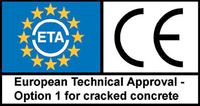 ETA
CE
European Technical Approval -
Option 1 for cracked concrete